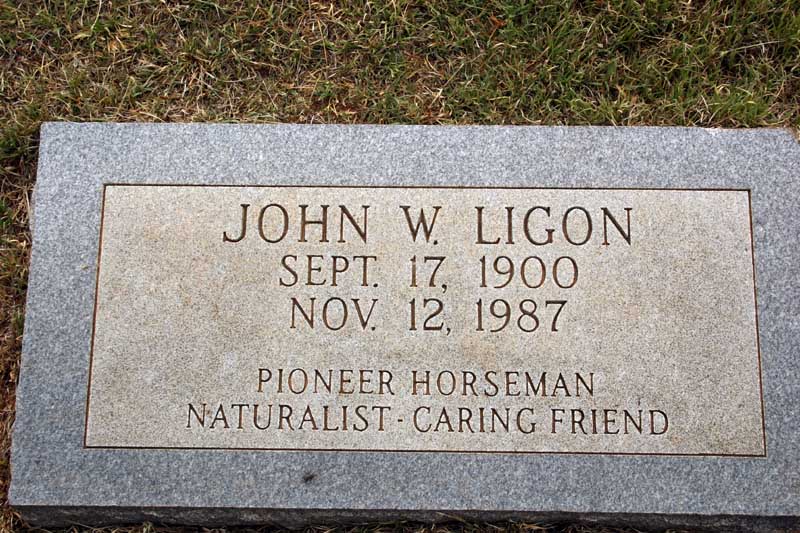 JOHN W. LIGON
SEPT. 17, 1900
NOV. 12, 1987
PIONEER HORSEMAN
NATURALIST - CARING FRIEND